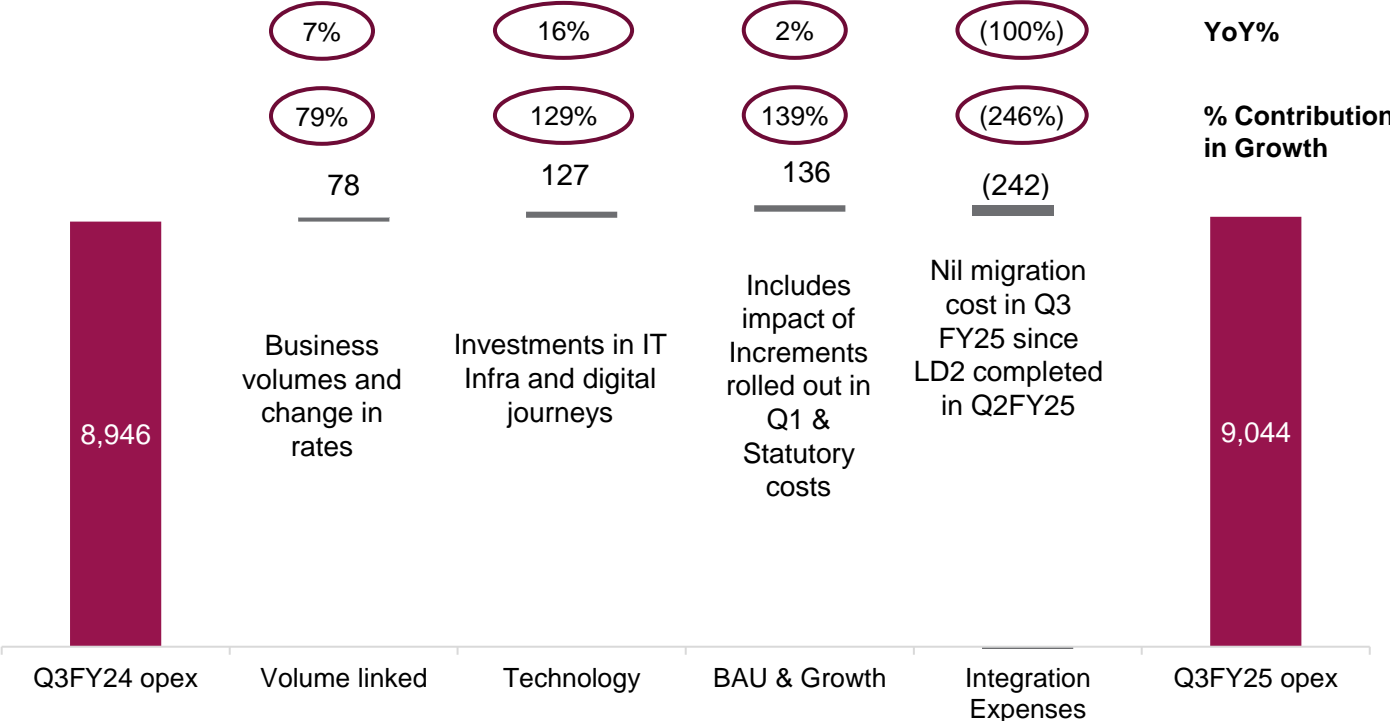 7%
16%
2%
(100%)
YoY%
79%
129%
139%
(246%)
% Contribution
in Growth
78
127
136
(242)
8,946
Business
volumes and
change in
rates
Investments in IT
Infra and digital
journeys
Includes
impact of
Increments
rolled out in
Q1 &
Statutory
costs
Nil migration
cost in Q3
FY25 since
LD2 completed
in Q2FY25
9,044
Q3FY24 opex
Volume linked
Technology
BAU & Growth
Integration
Expenses
Q3FY25 opex